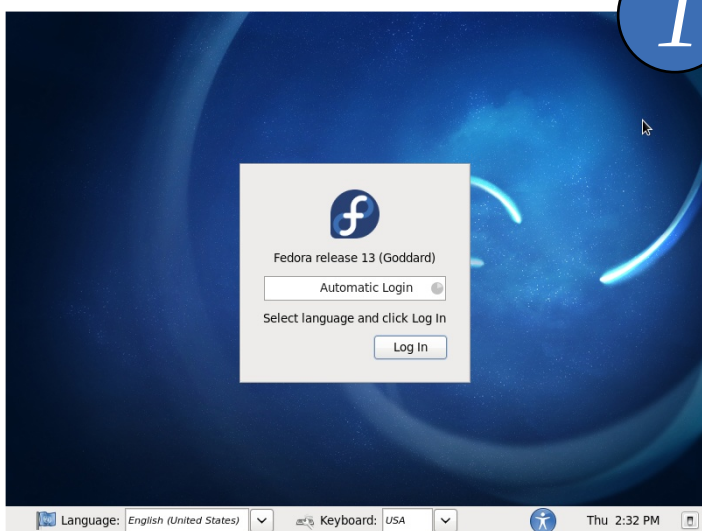 1
Fedora release 13 (Goddard)
Automatic Login
Select language and click Log In
Log In
Language: English (United States) Keyboard: USA Thu 2:32 PM